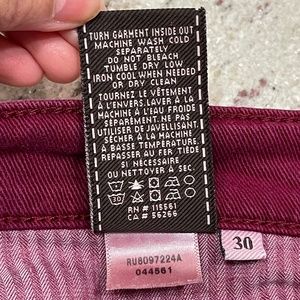 TURN GARMENT INSIDE OUT
MACHINE WASH COLD
SEPARATELY
DO NOT BLEACH
TUMBLE DRY LOW
IRON COOL WHEN NEEDED
OR DRY CLEAN
TOURNEZ LE VÊTEMENT
À L'ENVERS.LAVER À LA
MACHINE À L'EAU FROIDE
SÉPARÉMENT. NE PAS
UTILISER DE JAVELLISANT.
SÉCHER À LA MACHINE
À BASSE TEMPÉRATURE.
REPASSER AU FER TIÈDE
SI NÉCESSAIRE
OU NETTOYER À SEC.
30
RN # 115561
CA # 56266
RU8097224A
044561
30